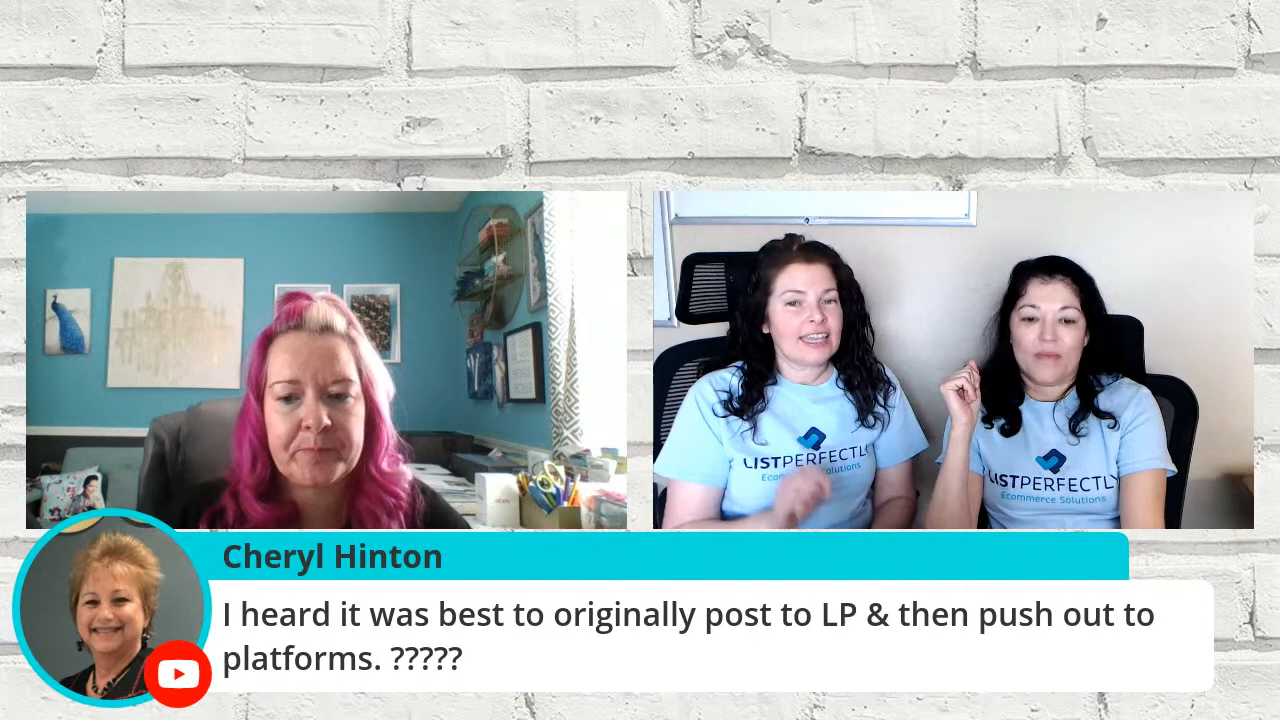 LISTPERFECTLY
Ecommerce Solutions
LISTPERFECTLY
Ecommerce Solutions
Cheryl Hinton
I heard it was best to originally post to LP & then push out to
platforms. ?????